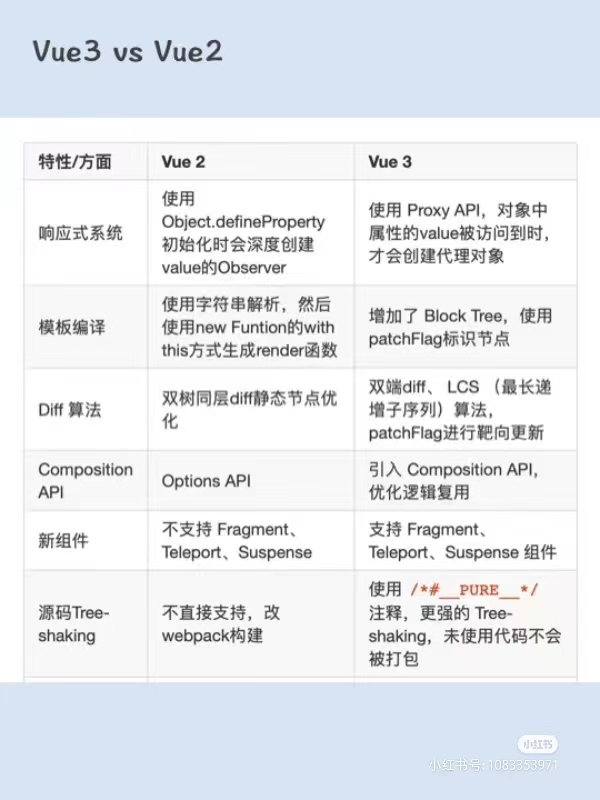 Vue3 vs Vue2
特性/方面
Vue 2
Vue 3
响应式系统
使用
Object.defineProperty
初始化时会深度创建
value的Observer
使用 Proxy API，对象中
属性的value被访问到时，
才会创建代理对象
模板编译
使用字符串解析，然后
使用new Funtion的with
this方式生成render函数
增加了 Block Tree，使用
patchFlag标识节点
Diff 算法
双树同层diff静态节点优
化
双端diff、LCS （最长递
增子序列）算法，
patchFlag进行靶向更新
Composition
API
Options API
引入 Composition API，
优化逻辑复用
新组件
不支持 Fragment、
Teleport、Suspense
支持 Fragment、
Teleport、Suspense 组件
源码Tree-
shaking
不直接支持，改
webpack构建
使用 /*#__PURE__*/
注释，更强的 Tree-
shaking，未使用代码不会
被打包
小红书
小红书号: 1083353971